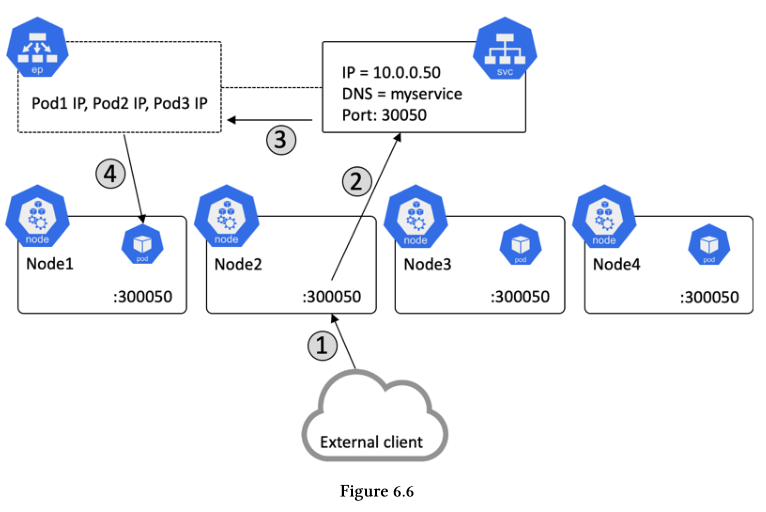 ep
Pod1 IP, Pod2 IP, Pod3 IP
svc
IP = 10.0.0.50
DNS = myservice
Port: 30050
3
4
2
node
Node1
pod
:300050
node
Node2
:300050
node
Node3
pod
:300050
node
Node4
pod
:300050
1
External client
Figure 6.6